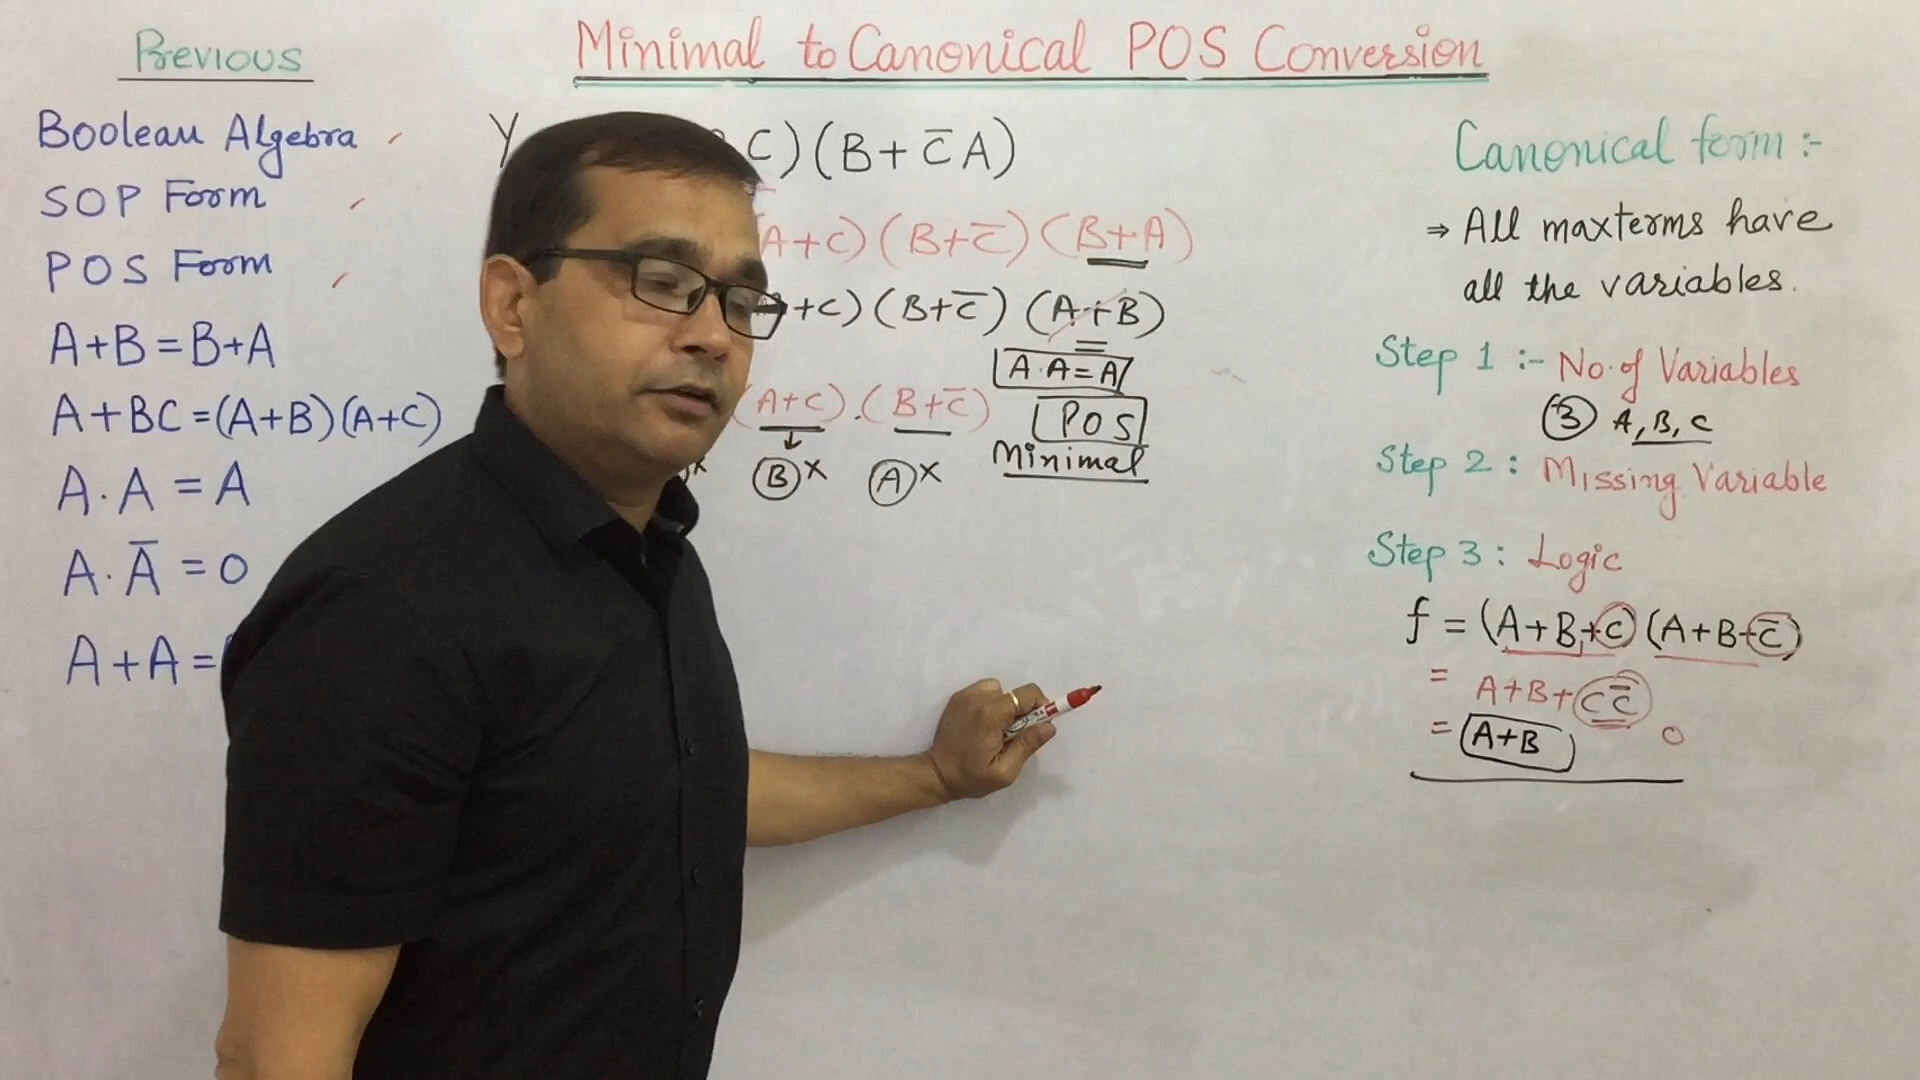 Previous
Boolean Algebra
SOP Form
POS Form
A+B=B+A
A+BC=(A+B)(A+C)
A·A=A
A·Ā=0
A+A=
Minimal to Canonical POS Conversion
Y C)(B+C̄A)
A+C)(B+C̄)(B+A)
+C)(B+C̄)(A+B)
A·A=A
(A+C).(B+C̄)
POS
Minimal
x B x A x
Canonical form :-
⇒ All maxterms have
all the variables.
Step 1 :- No. of Variables
3 A, B, C
Step 2 : Missing Variable
Step 3 : Logic
f = (A+B+C)(A+B+C̄)
= A+B+CC̄
= A+B 0